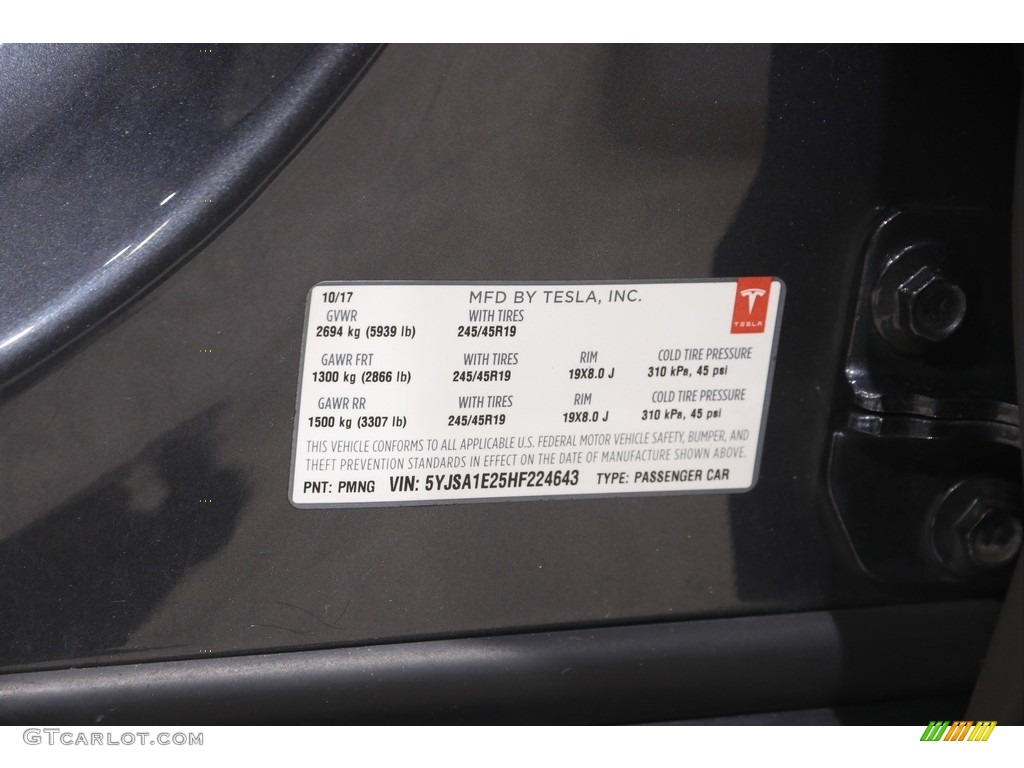 10/17 MFD BY TESLA, INC.
GVWR WITH TIRES
2694 kg (5939 lb) 245/45R19
TESLA
GAWR FRT WITH TIRES RIM COLD TIRE PRESSURE
1300 kg (2866 lb) 245/45R19 19X8.0 J 310 kPa, 45 psi
GAWR RR WITH TIRES RIM COLD TIRE PRESSURE
1500 kg (3307 lb) 245/45R19 19X8.0 J 310 kPa, 45 psi
THIS VEHICLE CONFORMS TO ALL APPLICABLE U.S. FEDERAL MOTOR VEHICLE SAFETY, BUMPER, AND
THEFT PREVENTION STANDARDS IN EFFECT ON THE DATE OF MANUFACTURE SHOWN ABOVE.
PNT: PMNG VIN: 5YJSA1E25HF224643 TYPE: PASSENGER CAR
GTCarlot.com